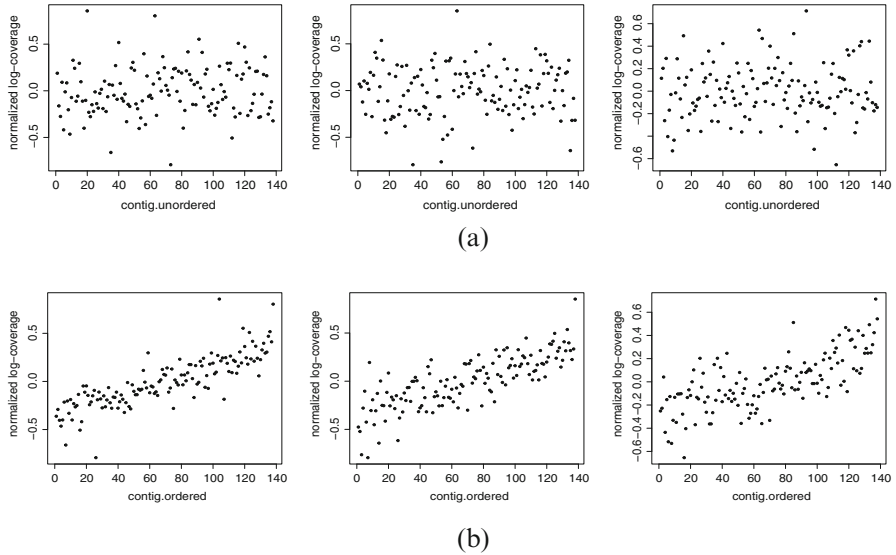 normalized log−coverage
−0.5 0.0 0.5
0 20 40 60 80 100 120 140
contig.unordered
normalized log−coverage
−0.5 0.0 0.5
0 20 40 60 80 100 120 140
contig.unordered
normalized log−coverage
−0.6 −0.2 0.0 0.2 0.4 0.6
0 20 40 60 80 100 120 140
contig.unordered
(a)
normalized log−coverage
−0.5 0.0 0.5
0 20 40 60 80 100 120 140
contig.ordered
normalized log−coverage
−0.5 0.0 0.5
0 20 40 60 80 100 120 140
contig.ordered
normalized log−coverage
−0.6 −0.4 −0.2 0.0 0.2 0.4 0.6
0 20 40 60 80 100 120 140
contig.ordered
(b)